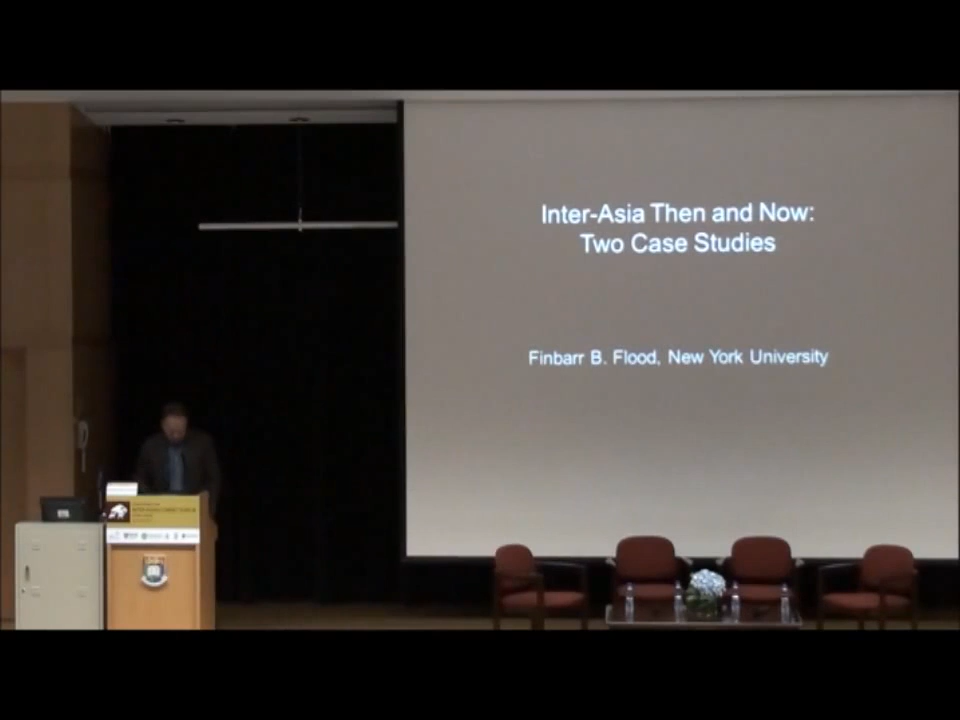 Inter-Asia Then and Now:
Two Case Studies
Finbarr B. Flood, New York University